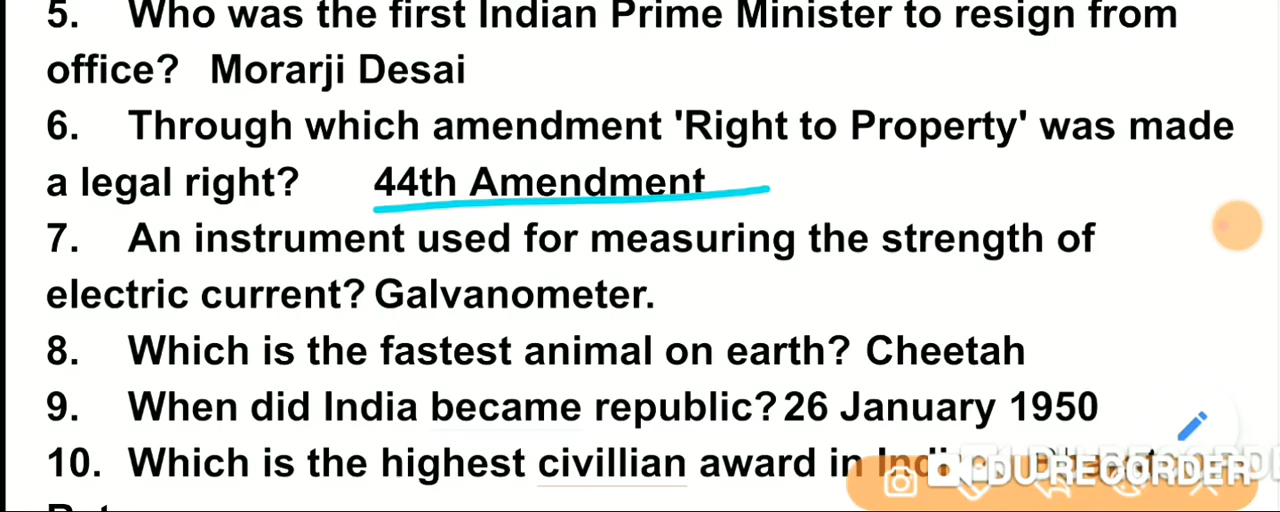 5. Who was the first Indian Prime Minister to resign from
office? Morarji Desai
6. Through which amendment 'Right to Property' was made
a legal right? 44th Amendment
7. An instrument used for measuring the strength of
electric current? Galvanometer.
8. Which is the fastest animal on earth? Cheetah
9. When did India became republic? 26 January 1950
10. Which is the highest civillian award in
DU RECORDER